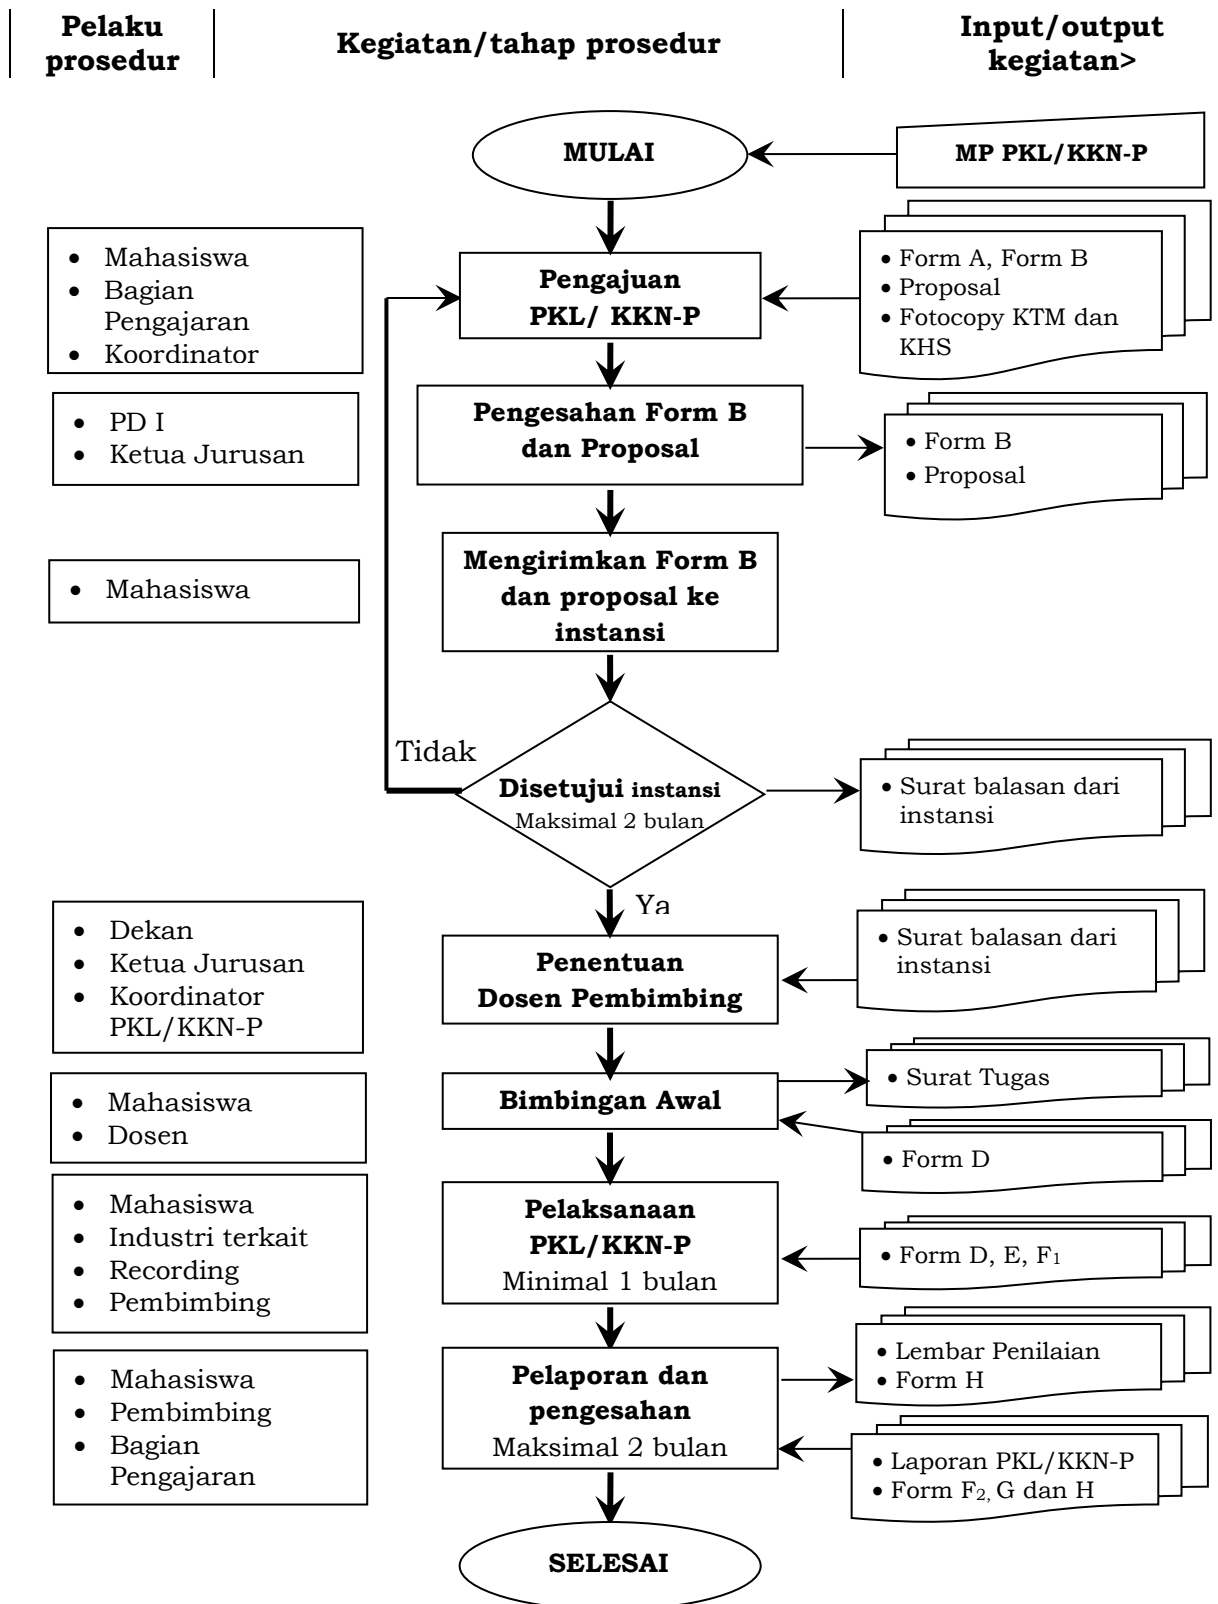 Pelaku
prosedur
Kegiatan/tahap prosedur
Input/output
kegiatan>
MULAI
MP PKL/KKN-P
• Mahasiswa
• Bagian
Pengajaran
• Koordinator
Pengajuan
PKL/ KKN-P
• Form A, Form B
• Proposal
• Fotocopy KTM dan
KHS
• PD I
• Ketua Jurusan
Pengesahan Form B
dan Proposal
• Form B
• Proposal
• Mahasiswa
Mengirimkan Form B
dan proposal ke
instansi
Tidak
Disetujui instansi
Maksimal 2 bulan
• Surat balasan dari
instansi
Ya
• Dekan
• Ketua Jurusan
• Koordinator
PKL/KKN-P
Penentuan
Dosen Pembimbing
• Surat balasan dari
instansi
• Mahasiswa
• Dosen
Bimbingan Awal
• Surat Tugas
• Form D
• Mahasiswa
• Industri terkait
• Recording
• Pembimbing
Pelaksanaan
PKL/KKN-P
Minimal 1 bulan
• Form D, E, F1
• Mahasiswa
• Pembimbing
• Bagian
Pengajaran
Pelaporan dan
pengesahan
Maksimal 2 bulan
• Lembar Penilaian
• Form H
• Laporan PKL/KKN-P
• Form F2, G dan H
SELESAI